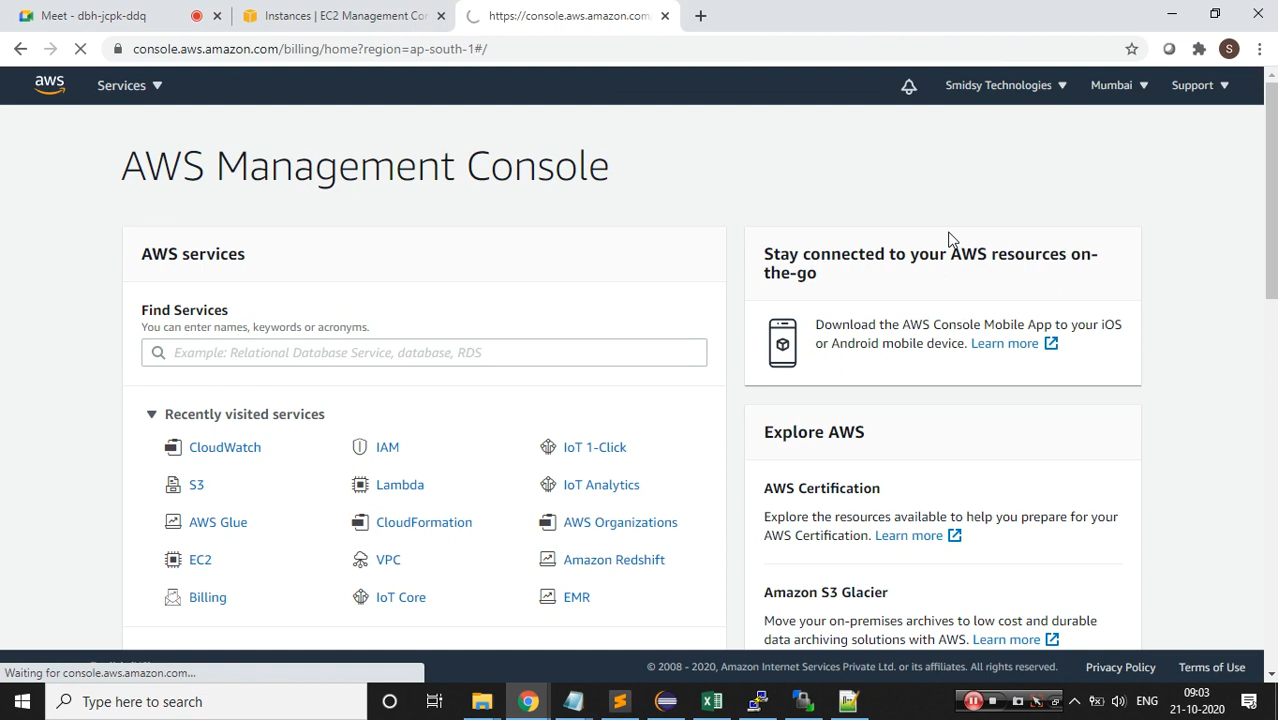 Meet - dbh-jcpk-ddq
Instances | EC2 Management Con
https://console.aws.amazon.com/
console.aws.amazon.com/billing/home?region=ap-south-1#/
S
aws
Services
Smidsy Technologies
Mumbai
Support
AWS Management Console
AWS services
Find Services
You can enter names, keywords or acronyms.
Example: Relational Database Service, database, RDS
Recently visited services
CloudWatch
IAM
IoT 1-Click
S3
Lambda
IoT Analytics
AWS Glue
CloudFormation
AWS Organizations
EC2
VPC
Amazon Redshift
Billing
IoT Core
EMR
Stay connected to your AWS resources on-
the-go
Download the AWS Console Mobile App to your iOS
or Android mobile device. Learn more
Explore AWS
AWS Certification
Explore the resources available to help you prepare for your
AWS Certification. Learn more
Amazon S3 Glacier
Move your on-premises archives to low cost and durable
data archiving solutions with AWS. Learn more
Waiting for console.aws.amazon.com...
© 2008 - 2020, Amazon Internet Services Private Ltd. or its affiliates. All rights reserved.
Privacy Policy
Terms of Use
Type here to search
ENG
09:03
21-10-2020